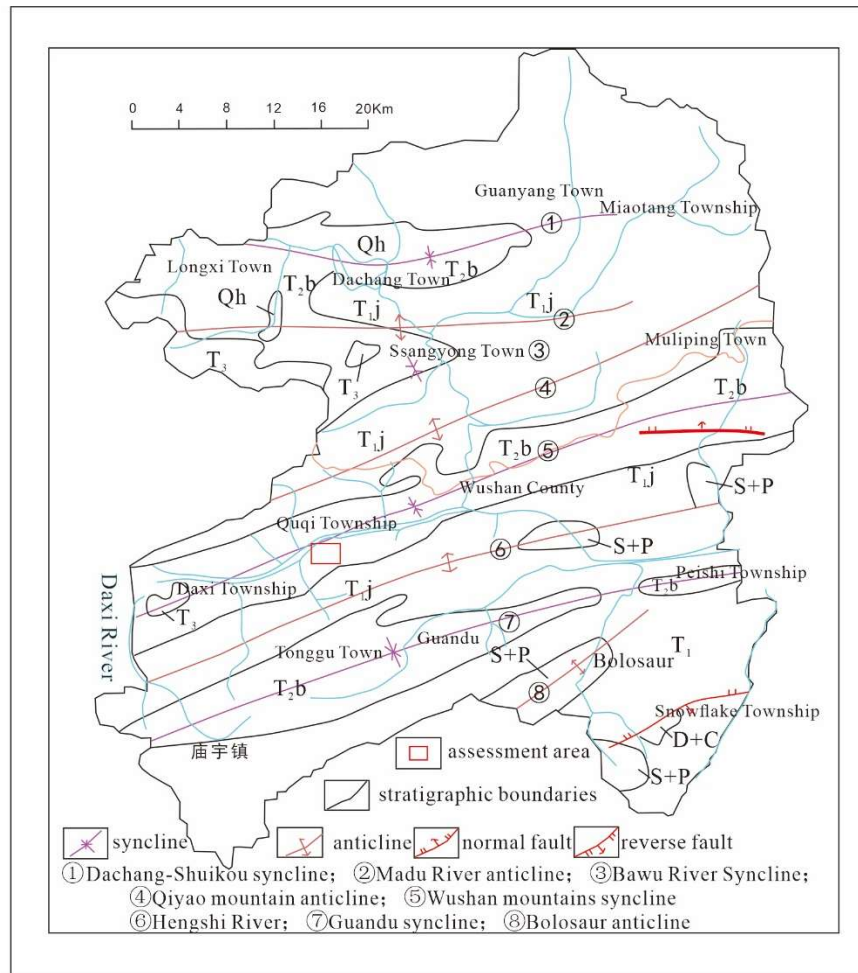 0 4 8 12 16 20Km
Guanyang Town
Miaotang Township
①
Qh
Longxi Town
T₂b
T₂b
Dachang Town
Qh
T₁j
T₁j
②
Muliping Town
Ssangyong Town ③
T₃
T₃
④
T₂b
T₁j
T₂b
⑤
T₁j
S+P
Wushan County
Quqi Township
⑥
S+P
Daxi River
Daxi Township
T₃
T₁j
Peishi Township
T₂b
⑦
Guandu
Tonggu Town
S+P
T₁
Bolosaur
T₂b
⑧
Snowflake Township
D+C
庙宇镇
S+P
assessment area
stratigraphic boundaries
syncline anticline normal fault reverse fault
①Dachang-Shuikou syncline; ②Madu River anticline; ③Bawu River Syncline;
④Qiyao mountain anticline; ⑤Wushan mountains syncline
⑥Hengshi River; ⑦Guandu syncline; ⑧Bolosaur anticline